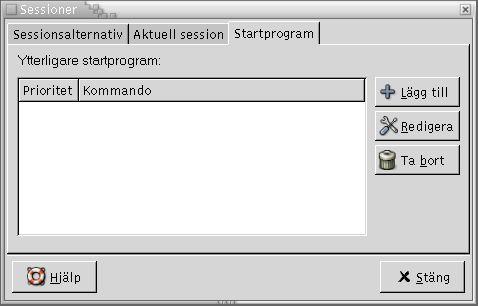 Sessioner
Sessionsalternativ Aktuell session Startprogram
Ytterligare startprogram:
Prioritet Kommando
Lägg till
Redigera
Ta bort
Hjälp Stäng